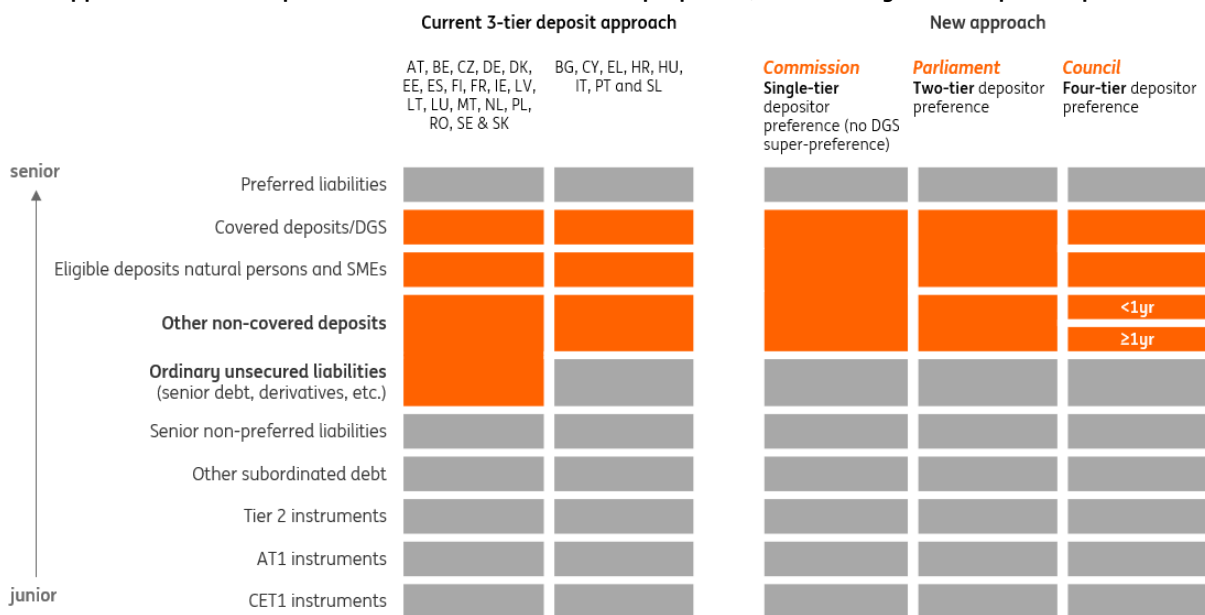 Current 3-tier deposit approach
New approach
AT, BE, CZ, DE, DK,
EE, ES, FI, FR, IE, LV,
LT, LU, MT, NL, PL,
RO, SE & SK
BG, CY, EL, HR, HU,
IT, PT and SL
Commission
Single-tier
depositor
preference (no DGS
super-preference)
Parliament
Two-tier depositor
preference
Council
Four-tier depositor
preference
senior
Preferred liabilities
Covered deposits/DGS
Eligible deposits natural persons and SMEs
Other non-covered deposits
<1yr
≥1yr
Ordinary unsecured liabilities
(senior debt, derivatives, etc.)
Senior non-preferred liabilities
Other subordinated debt
Tier 2 instruments
AT1 instruments
junior
CET1 instruments